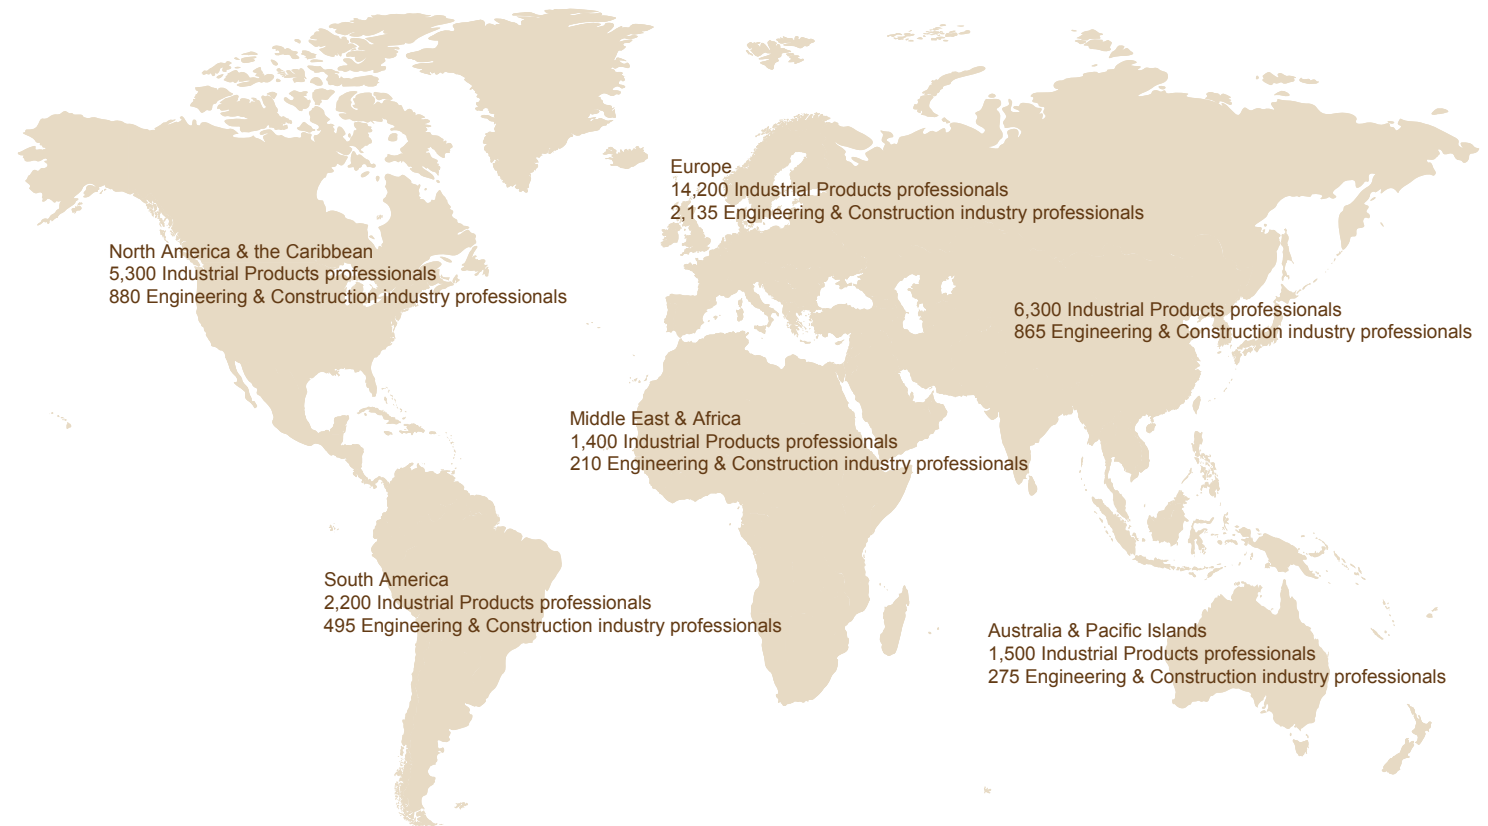 Europe
14,200 Industrial Products professionals
2,135 Engineering & Construction industry professionals
North America & the Caribbean
5,300 Industrial Products professionals
880 Engineering & Construction industry professionals
6,300 Industrial Products professionals
865 Engineering & Construction industry professionals
Middle East & Africa
1,400 Industrial Products professionals
210 Engineering & Construction industry professionals
South America
2,200 Industrial Products professionals
495 Engineering & Construction industry professionals
Australia & Pacific Islands
1,500 Industrial Products professionals
275 Engineering & Construction industry professionals